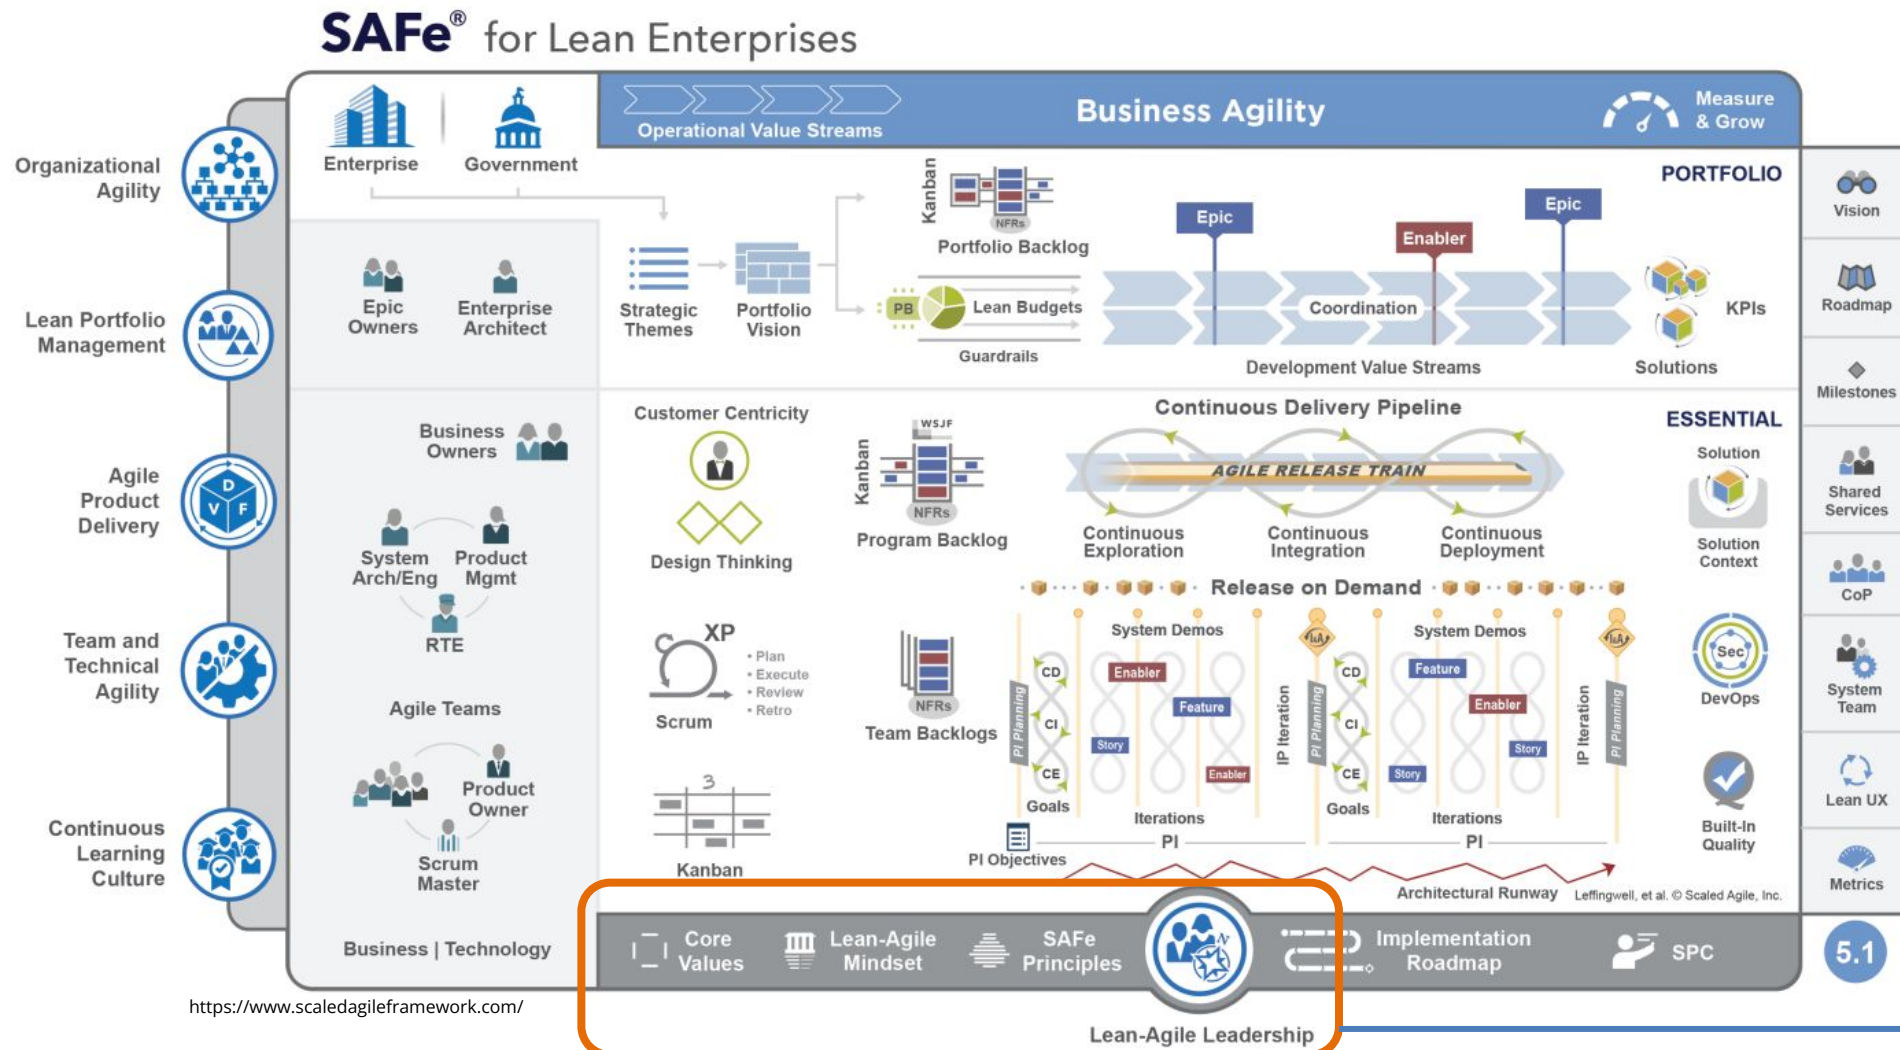 SAFe® for Lean Enterprises
Organizational
Agility
Lean Portfolio
Management
Agile
Product
Delivery
Team and
Technical
Agility
Continuous
Learning
Culture
Enterprise
Government
Operational Value Streams
Business Agility
Measure
& Grow
PORTFOLIO
Epic
Owners
Enterprise
Architect
Strategic
Themes
Portfolio
Vision
Kanban
NFRs
Portfolio Backlog
PB
Lean Budgets
Guardrails
Epic
Enabler
Epic
Coordination
Development Value Streams
KPIs
Solutions
ESSENTIAL
Business
Owners
System
Arch/Eng
Product
Mgmt
RTE
Agile Teams
Product
Owner
Scrum
Master
Business | Technology
Customer Centricity
Design Thinking
WSJF
Kanban
NFRs
Program Backlog
Continuous Delivery Pipeline
AGILE RELEASE TRAIN
Continuous
Exploration
Continuous
Integration
Continuous
Deployment
Release on Demand
Solution
Solution
Context
XP
• Plan
• Execute
• Review
• Retro
Scrum
3
Kanban
NFRs
Team Backlogs
System Demos
I&A
System Demos
I&A
PI Planning
CD
CI
CE
Goals
Enabler
Feature
Story
Enabler
Iterations
IP Iteration
PI Planning
CD
CI
CE
Goals
Feature
Enabler
Story
Story
Iterations
IP Iteration
PI Planning
PI
PI
PI Objectives
Architectural Runway
Leffingwell, et al. © Scaled Agile, Inc.
Sec
DevOps
Built-In
Quality
Vision
Roadmap
Milestones
Shared
Services
CoP
System
Team
Lean UX
Metrics
5.1
D
V
F
Core
Values
Lean-Agile
Mindset
SAFe
Principles
N
Implementation
Roadmap
SPC
Lean-Agile Leadership
https://www.scaledagileframework.com/